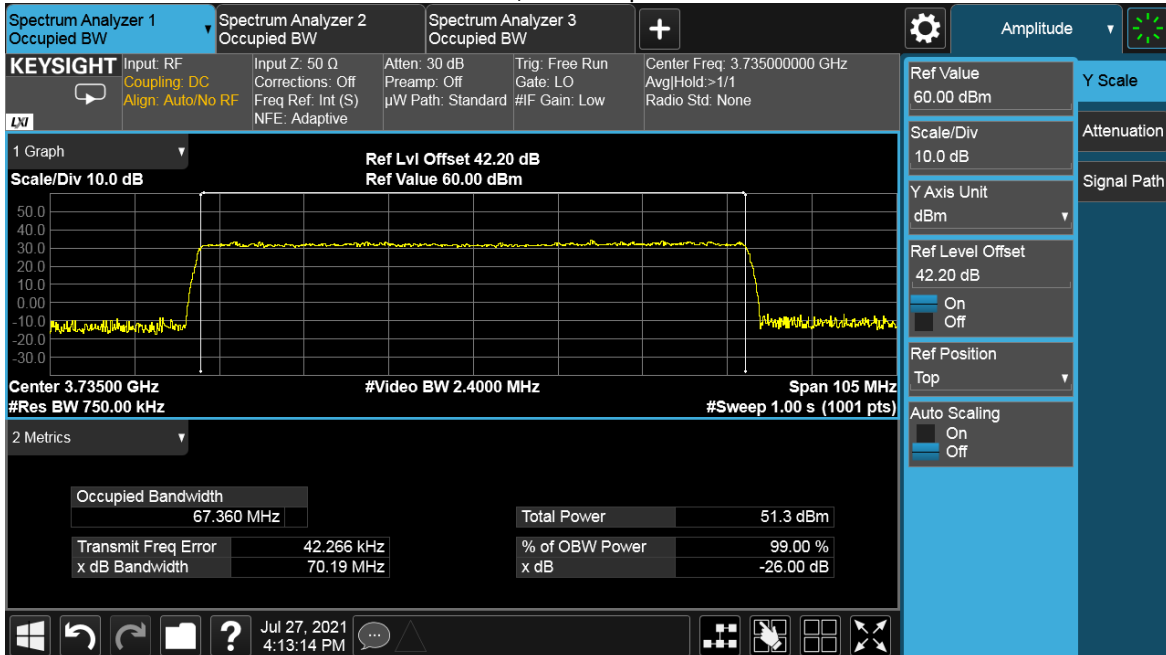 Spectrum Analyzer 1
Occupied BW
Spectrum Analyzer 2
Occupied BW
Spectrum Analyzer 3
Occupied BW
Amplitude
KEYSIGHT
LXI
Input: RF
Coupling: DC
Align: Auto/No RF
Input Z: 50 Ω
Corrections: Off
Freq Ref: Int (S)
NFE: Adaptive
Atten: 30 dB
Preamp: Off
µW Path: Standard
Trig: Free Run
Gate: LO
#IF Gain: Low
Center Freq: 3.735000000 GHz
Avg|Hold:>1/1
Radio Std: None
1 Graph
Scale/Div 10.0 dB
Ref Lvl Offset 42.20 dB
Ref Value 60.00 dBm
50.0
40.0
30.0
20.0
10.0
0.00
-10.0
-20.0
-30.0
Center 3.73500 GHz
#Video BW 2.4000 MHz
Span 105 MHz
#Res BW 750.00 kHz
#Sweep 1.00 s (1001 pts)
2 Metrics
Occupied Bandwidth
67.360 MHz
Total Power 51.3 dBm
Transmit Freq Error 42.266 kHz
% of OBW Power 99.00 %
x dB Bandwidth 70.19 MHz
x dB -26.00 dB
Ref Value
60.00 dBm
Scale/Div
10.0 dB
Y Axis Unit
dBm
Ref Level Offset
42.20 dB
On
Off
Ref Position
Top
Auto Scaling
On
Off
Y Scale
Attenuation
Signal Path
?
Jul 27, 2021
4:13:14 PM